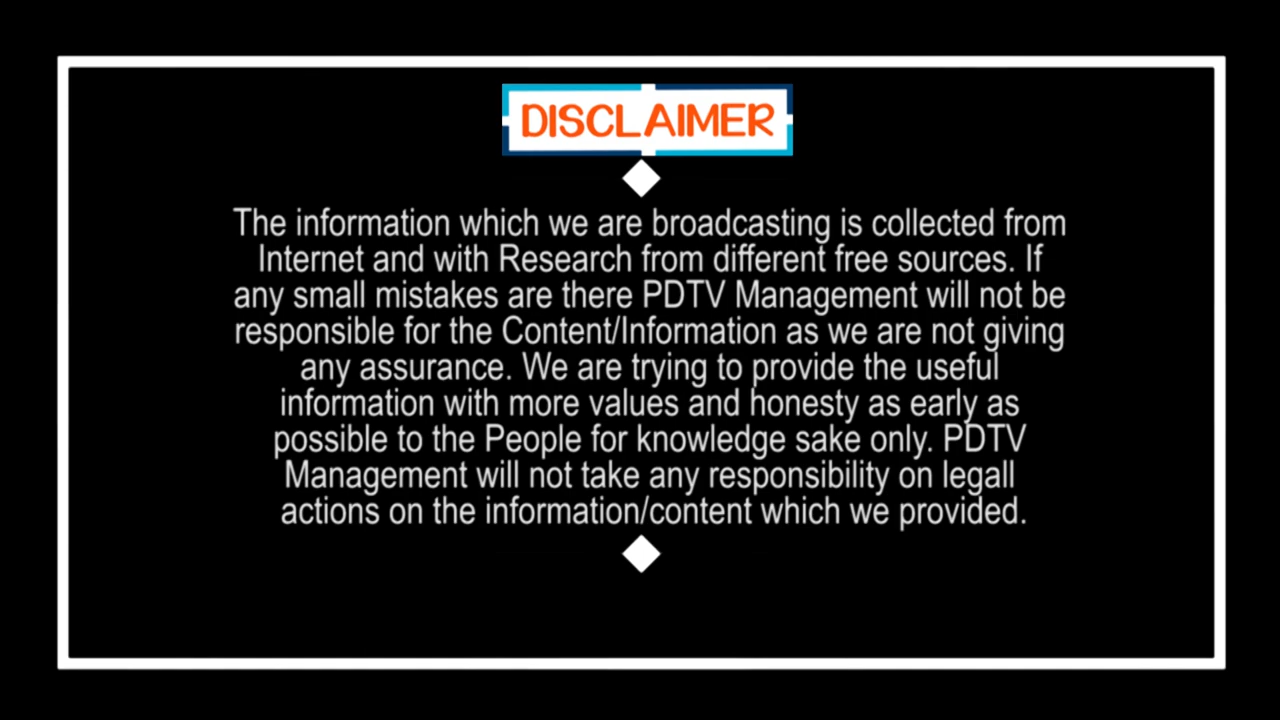 DISCLAIMER
The information which we are broadcasting is collected from
Internet and with Research from different free sources. If
any small mistakes are there PDTV Management will not be
responsible for the Content/Information as we are not giving
any assurance. We are trying to provide the useful
information with more values and honesty as early as
possible to the People for knowledge sake only. PDTV
Management will not take any responsibility on legall
actions on the information/content which we provided.